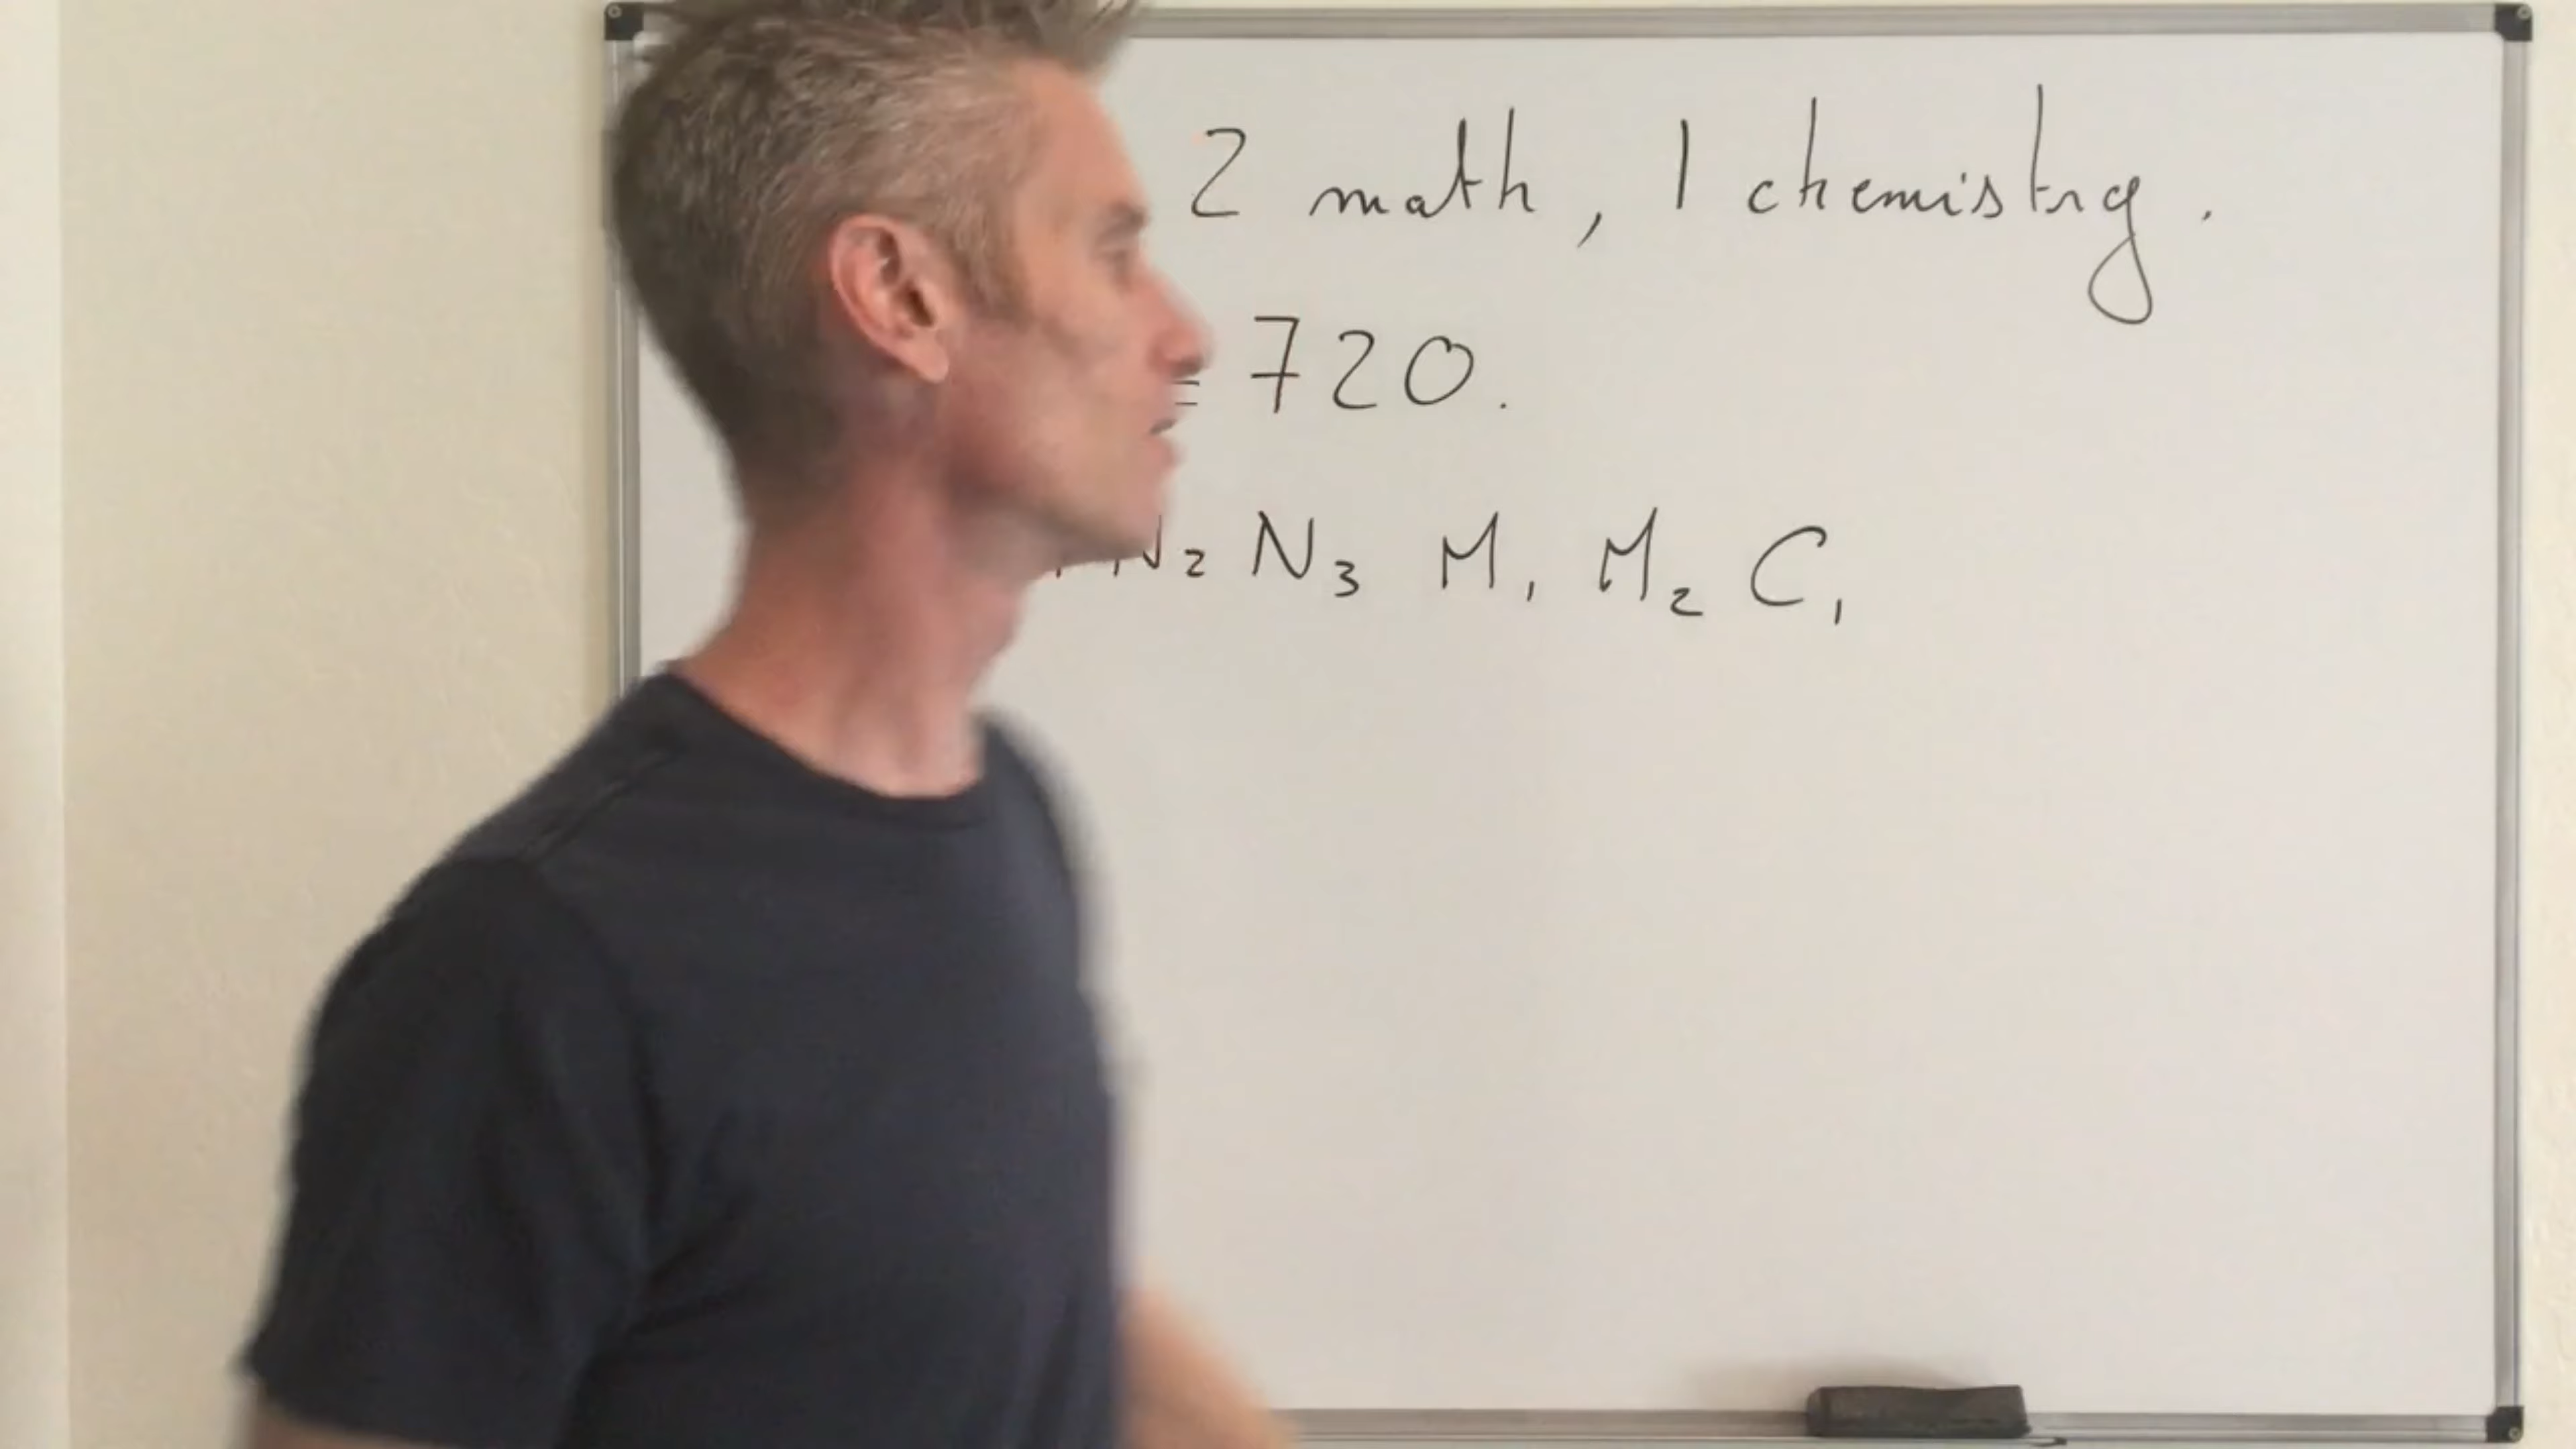 2 math, 1 chemistry.
= 720.
N₂ N₃ M₁ M₂ C₁